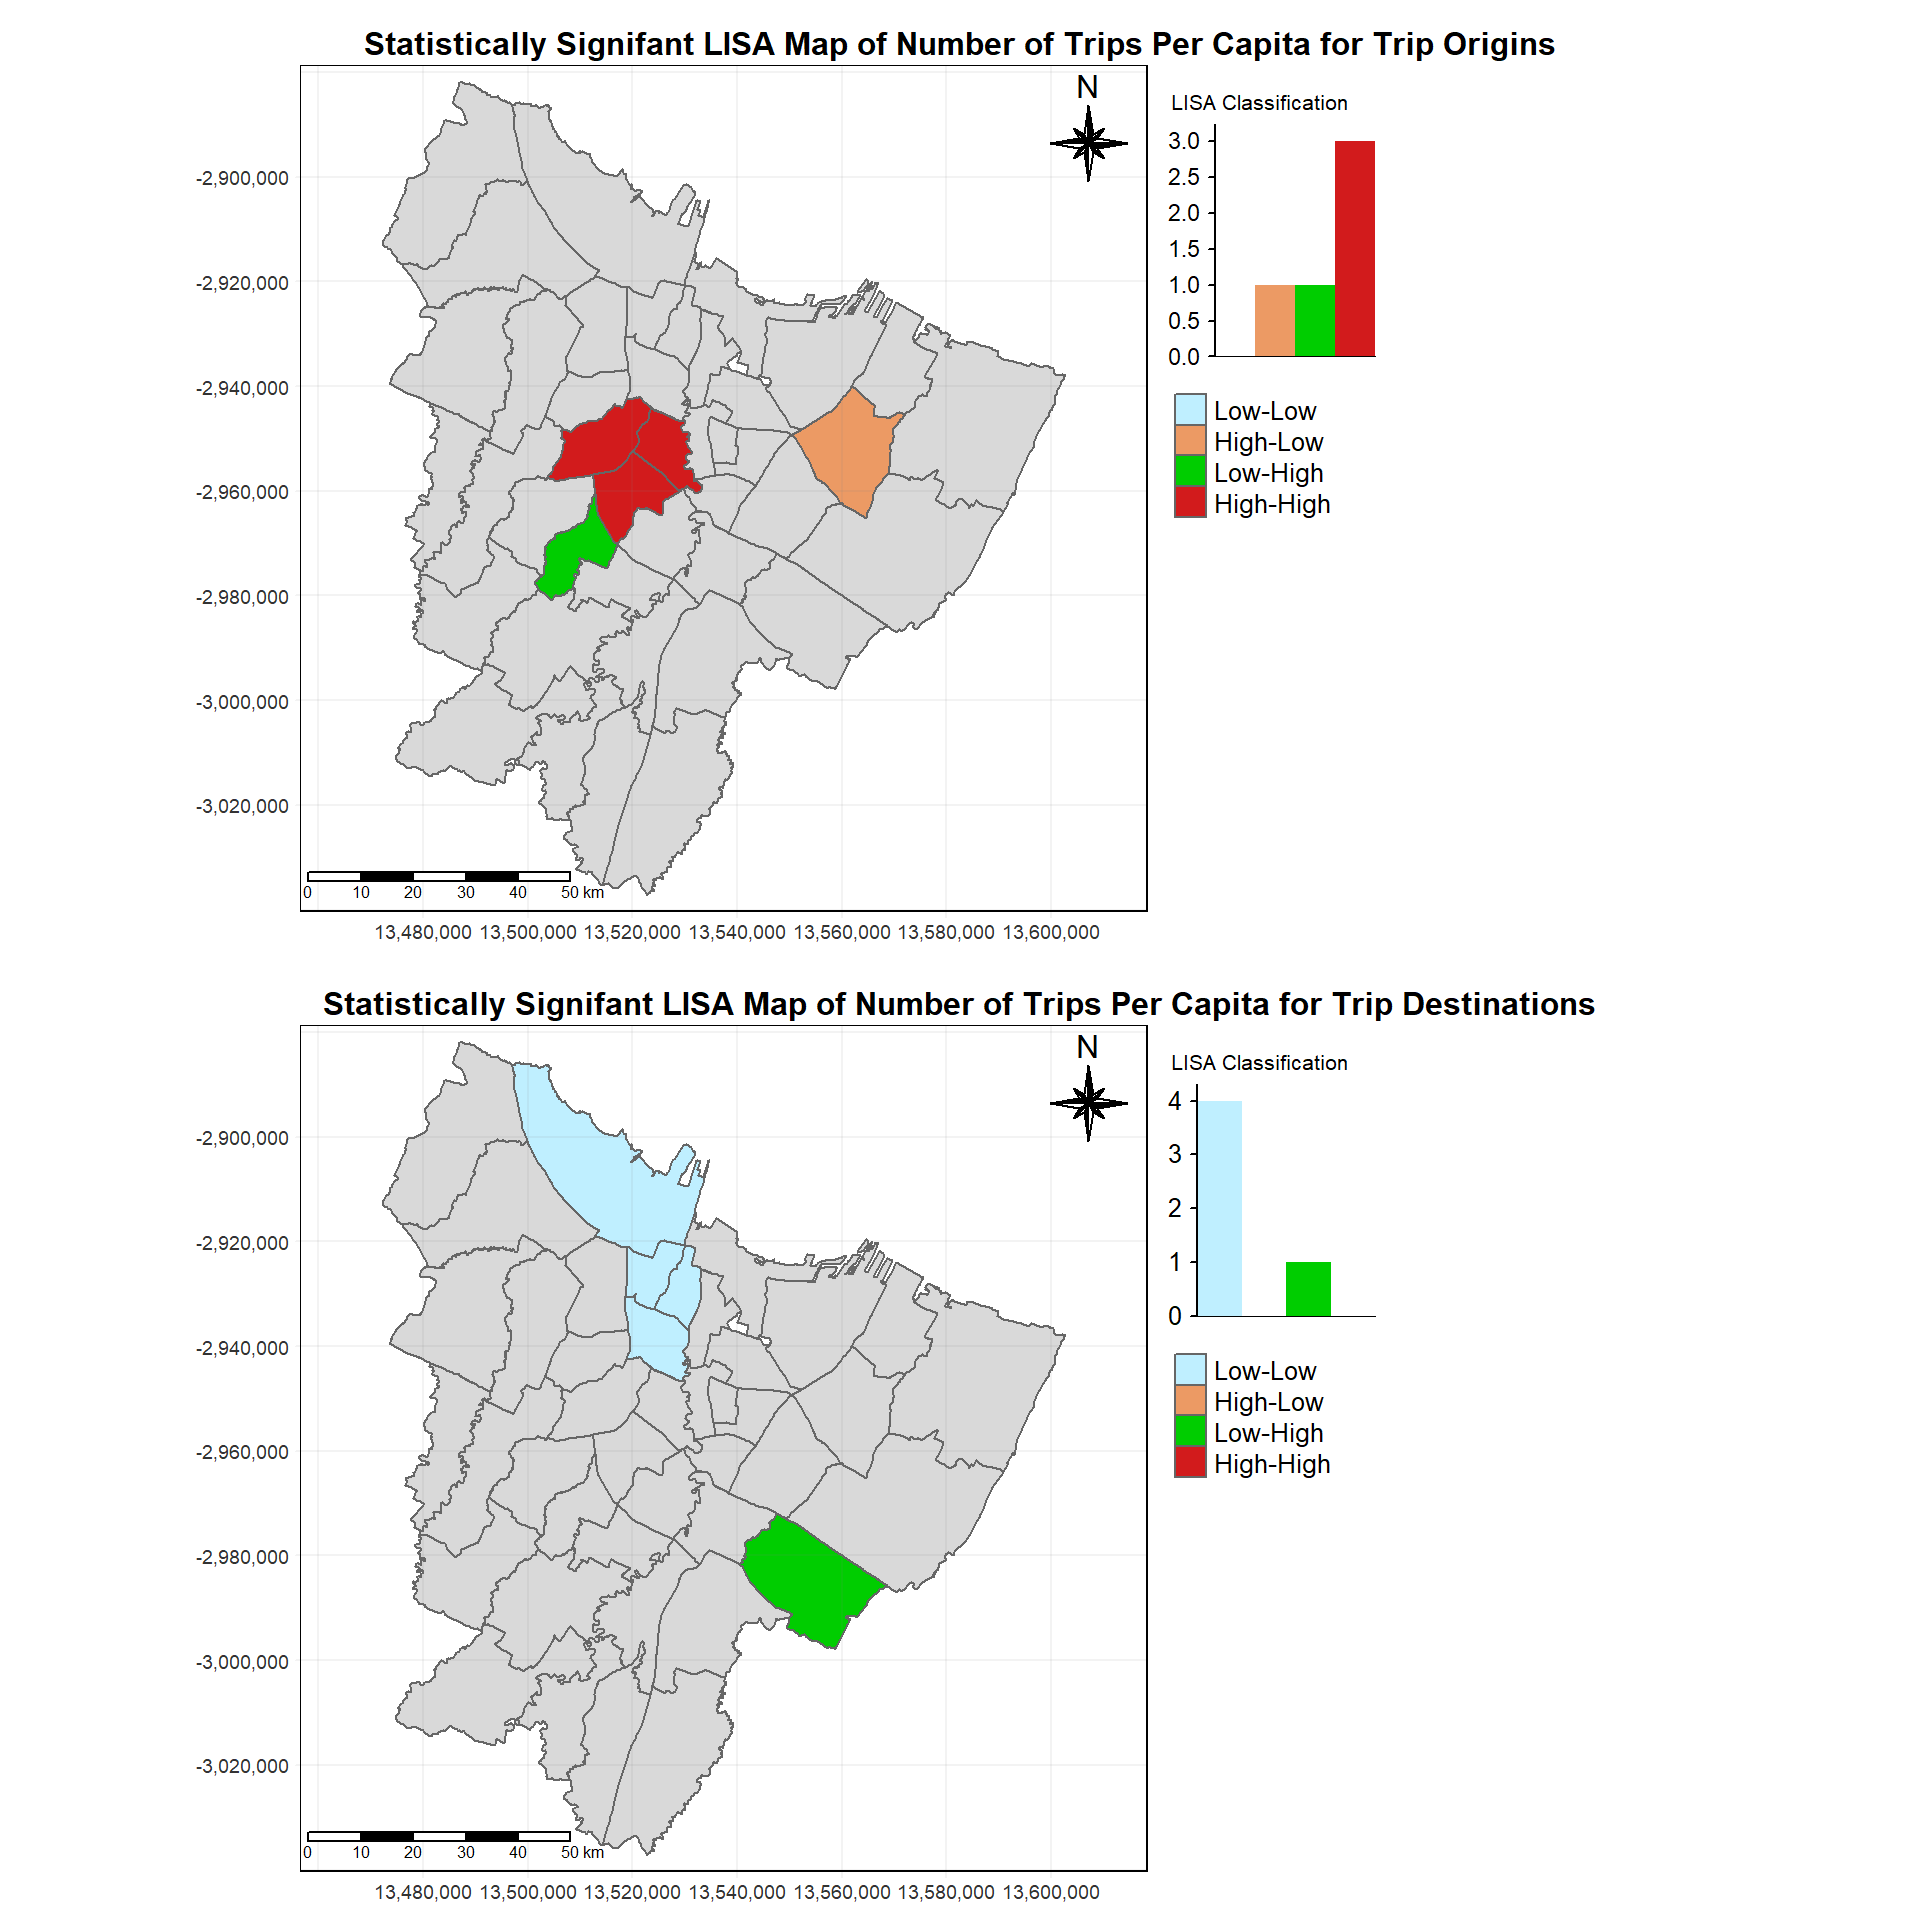 Statistically Signifant LISA Map of Number of Trips Per Capita for Trip Origins
N
LISA Classification
3.0
2.5
2.0
1.5
1.0
0.5
0.0
Low-Low
High-Low
Low-High
High-High
-2,900,000
-2,920,000
-2,940,000
-2,960,000
-2,980,000
-3,000,000
-3,020,000
0 10 20 30 40 50 km
13,480,000 13,500,000 13,520,000 13,540,000 13,560,000 13,580,000 13,600,000
Statistically Signifant LISA Map of Number of Trips Per Capita for Trip Destinations
N
LISA Classification
4
3
2
1
0
Low-Low
High-Low
Low-High
High-High
-2,900,000
-2,920,000
-2,940,000
-2,960,000
-2,980,000
-3,000,000
-3,020,000
0 10 20 30 40 50 km
13,480,000 13,500,000 13,520,000 13,540,000 13,560,000 13,580,000 13,600,000